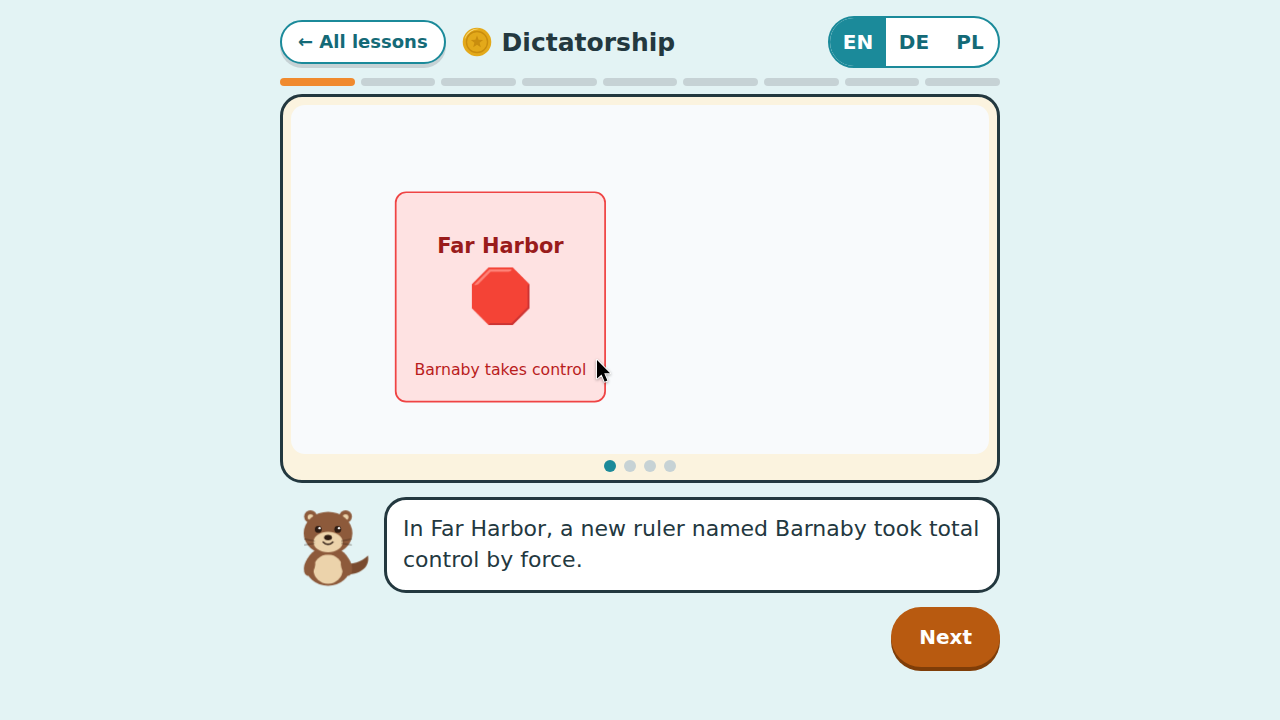 ← All lessons
Dictatorship
EN DE PL
Far Harbor
Barnaby takes control
In Far Harbor, a new ruler named Barnaby took total
control by force.
Next